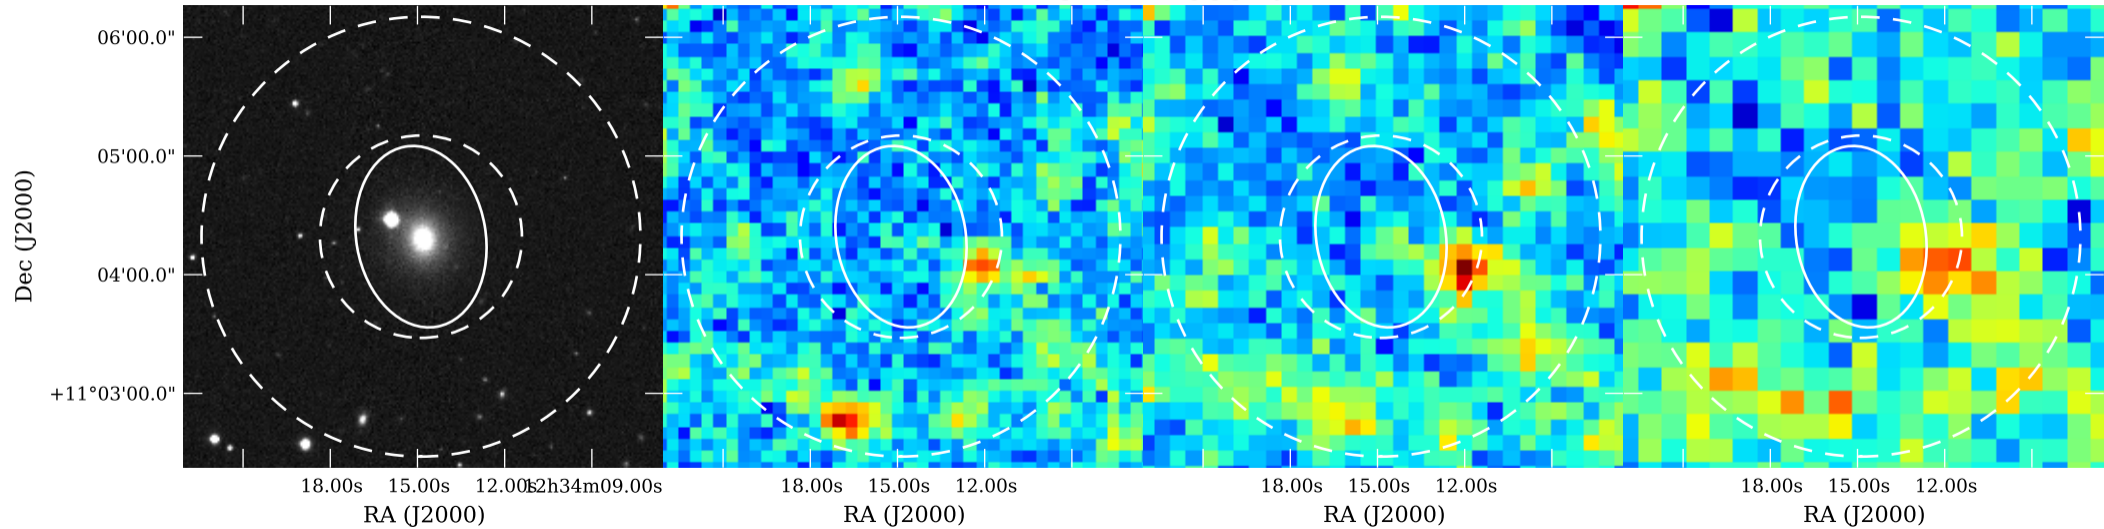 06'00.0"
05'00.0"
04'00.0"
+11°03'00.0"
Dec (J2000)
18.00s 15.00s 12.00s 12h34m09.00s 18.00s 15.00s 12.00s 18.00s 15.00s 12.00s 18.00s 15.00s 12.00s
RA (J2000) RA (J2000) RA (J2000) RA (J2000)